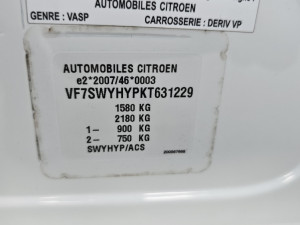 AUTOMOBILES CITROEN
GENRE : VASP
CARROSSERIE : DERIV VP
AUTOMOBILES CITROEN
e2*2007/46*0003
VF7SWYHYPKT631229
1580 KG
2180 KG
1- 900 KG
2- 750 KG
SWYHYP/ACS